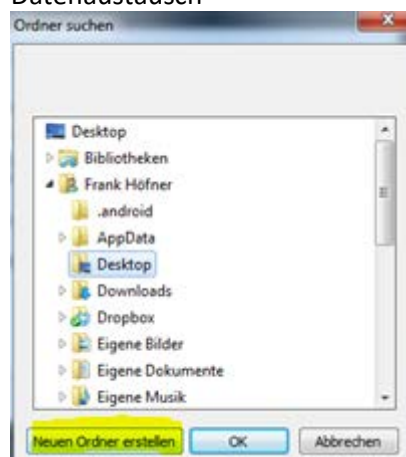 Datenaustausch
Ordner suchen
Desktop
Bibliotheken
Frank Höfner
.android
AppData
Desktop
Downloads
Dropbox
Eigene Bilder
Eigene Dokumente
Eigene Musik
Neuen Ordner erstellen
OK
Abbrechen